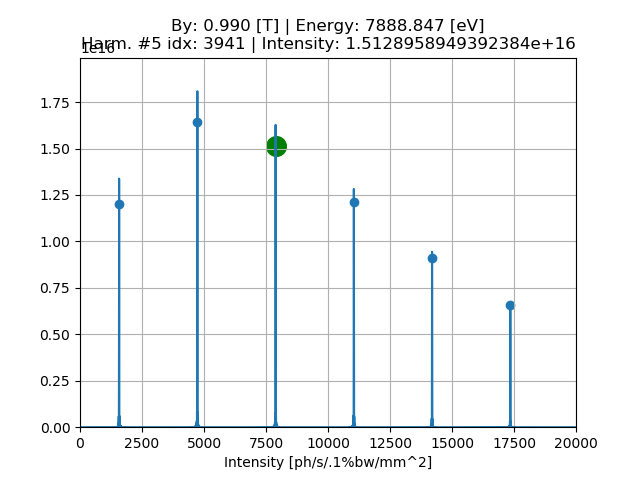 By: 0.990 [T] | Energy: 7888.847 [eV]
Harm. #5 idx: 3941 | Intensity: 1.5128958949392384e+16
1e16
1.75
1.50
1.25
1.00
0.75
0.50
0.25
0.00
0 2500 5000 7500 10000 12500 15000 17500 20000
Intensity [ph/s/.1%bw/mm^2]